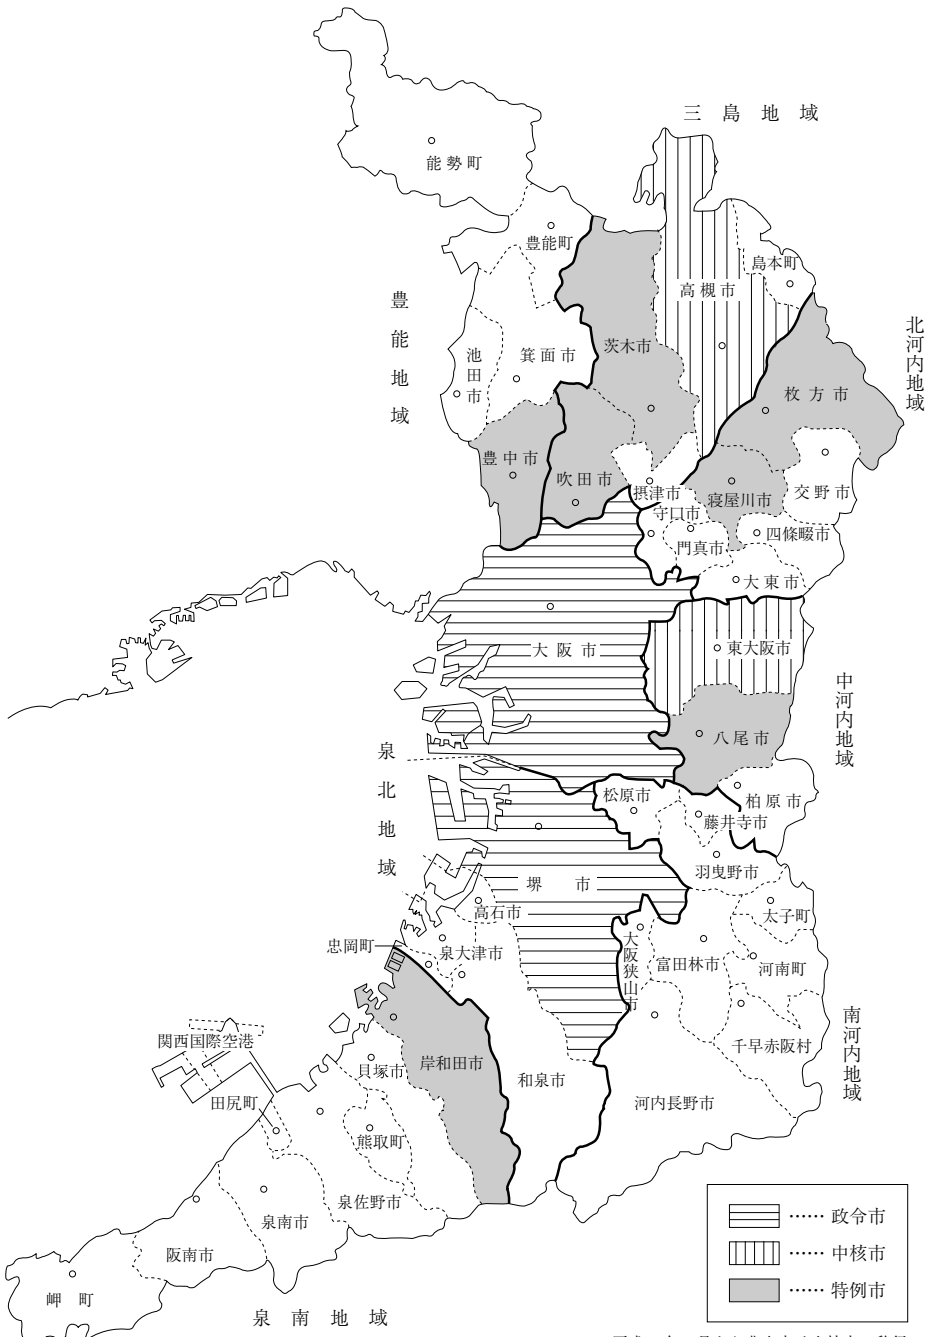 三島地域
能勢町
豊能町
島本町
高槻市
豊能地域
北河内地域
池田市
箕面市
茨木市
枚方市
豊中市
吹田市
摂津市
寝屋川市
交野市
守口市
門真市
四條畷市
大東市
大阪市
東大阪市
中河内地域
八尾市
泉北地域
松原市
柏原市
藤井寺市
羽曳野市
堺市
高石市
太子町
忠岡町
泉大津市
大阪狭山市
富田林市
河南町
南河内地域
関西国際空港
千早赤阪村
貝塚市
岸和田市
和泉市
河内長野市
田尻町
熊取町
泉佐野市
泉南市
阪南市
岬町
泉南地域
……政令市
……中核市
……特例市